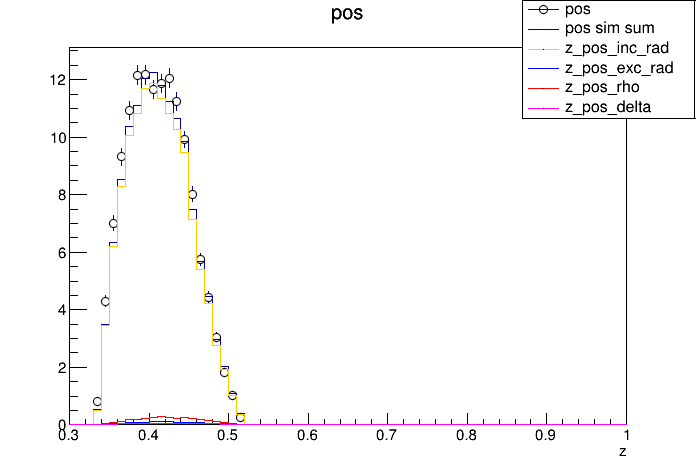 pos
pos
pos sim sum
z_pos_inc_rad
z_pos_exc_rad
z_pos_rho
z_pos_delta
12
10
8
6
4
2
0
0.3 0.4 0.5 0.6 0.7 0.8 0.9 1
z